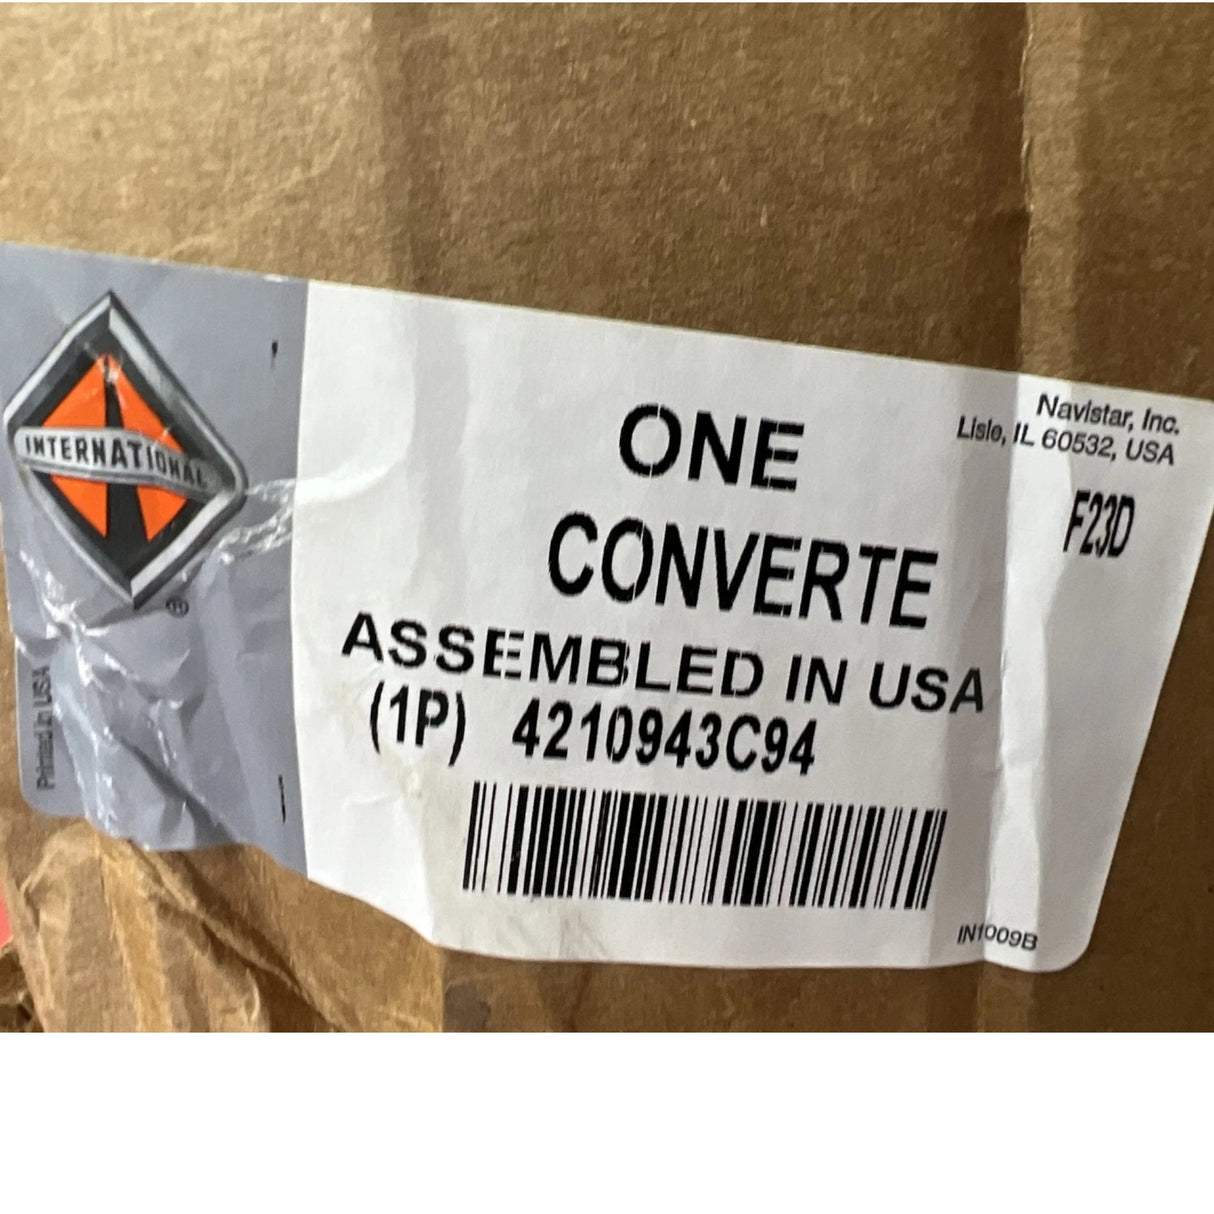 INTERNATIONAL
®
Printed in USA
Navistar, Inc.
Lisle, IL 60532, USA
F23D
ONE
CONVERTE
ASSEMBLED IN USA
(1P) 4210943C94
IN1009B